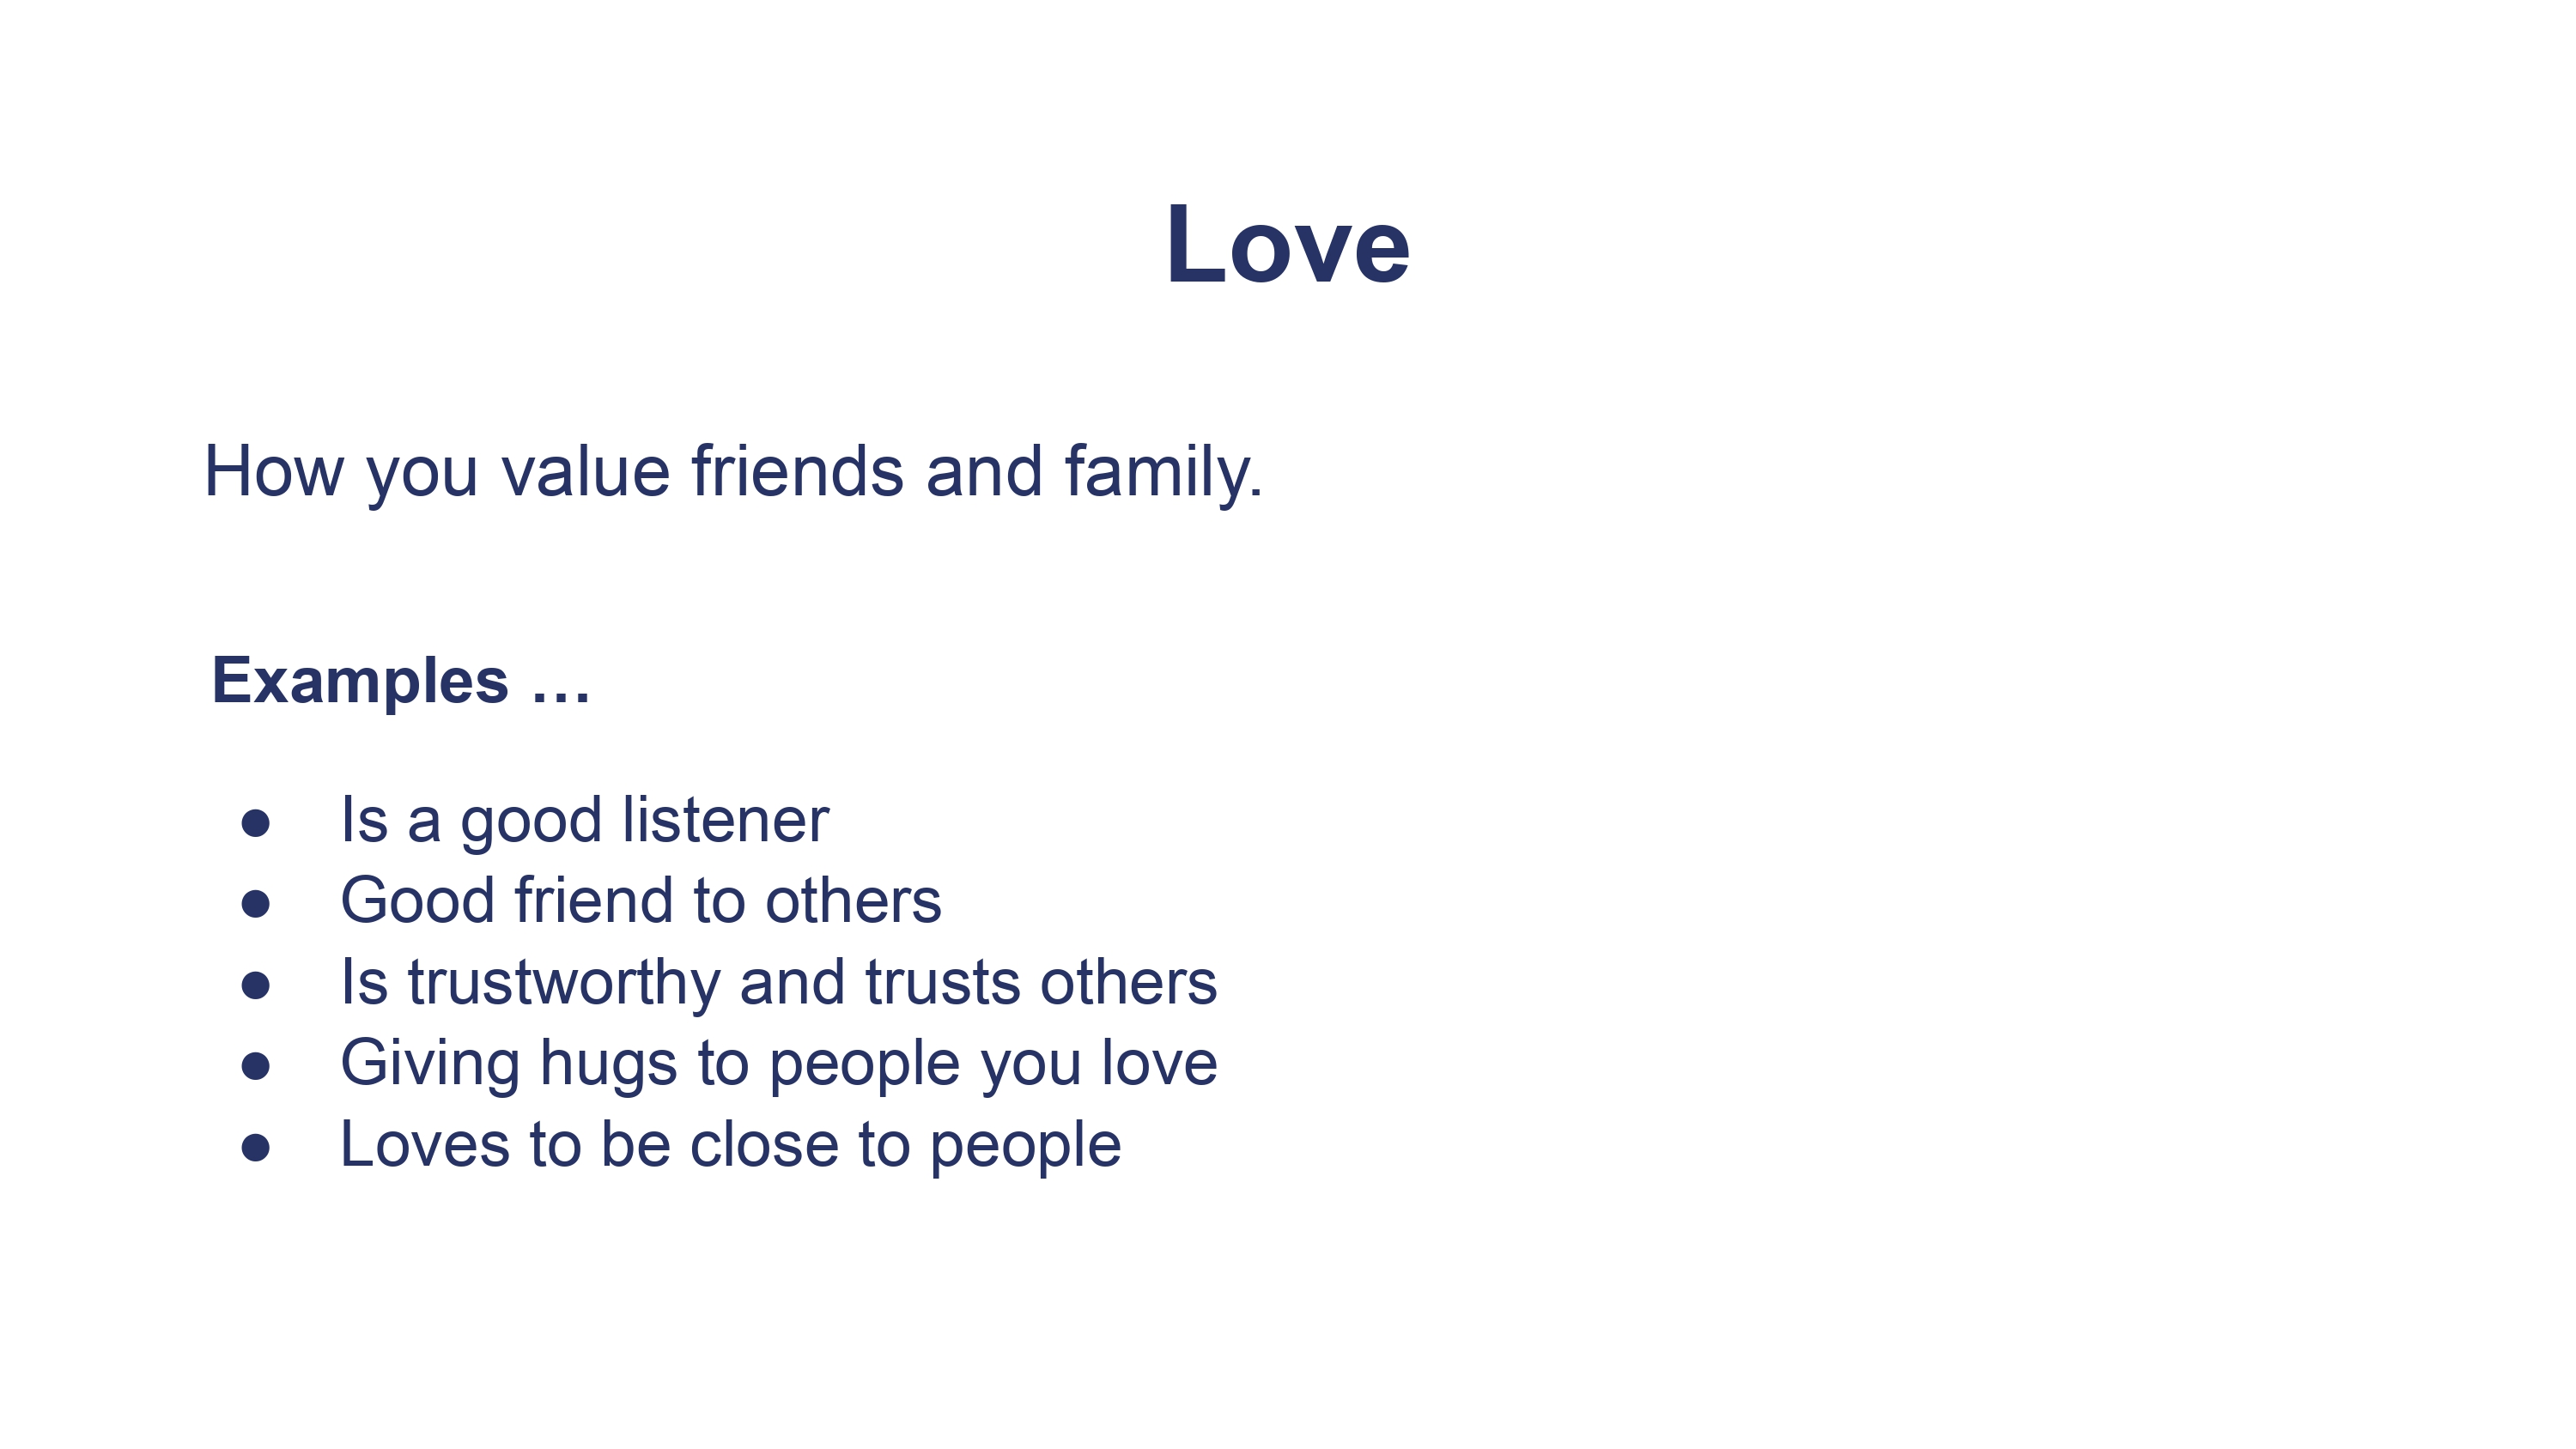 Love
How you value friends and family.
Examples …
● Is a good listener
● Good friend to others
● Is trustworthy and trusts others
● Giving hugs to people you love
● Loves to be close to people